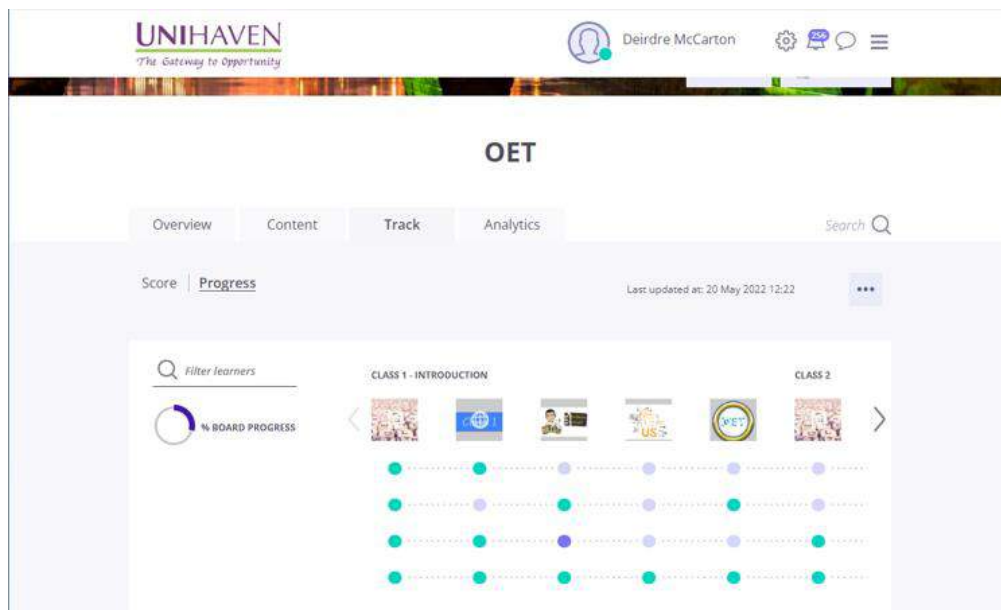 UNIHAVEN
The Gateway to Opportunity
Deirdre McCarton
256
OET
Overview
Content
Track
Analytics
Search
Score
Progress
Last updated at: 20 May 2022 12:22
Filter learners
CLASS 1 - INTRODUCTION
CLASS 2
% BOARD PROGRESS
US
OET